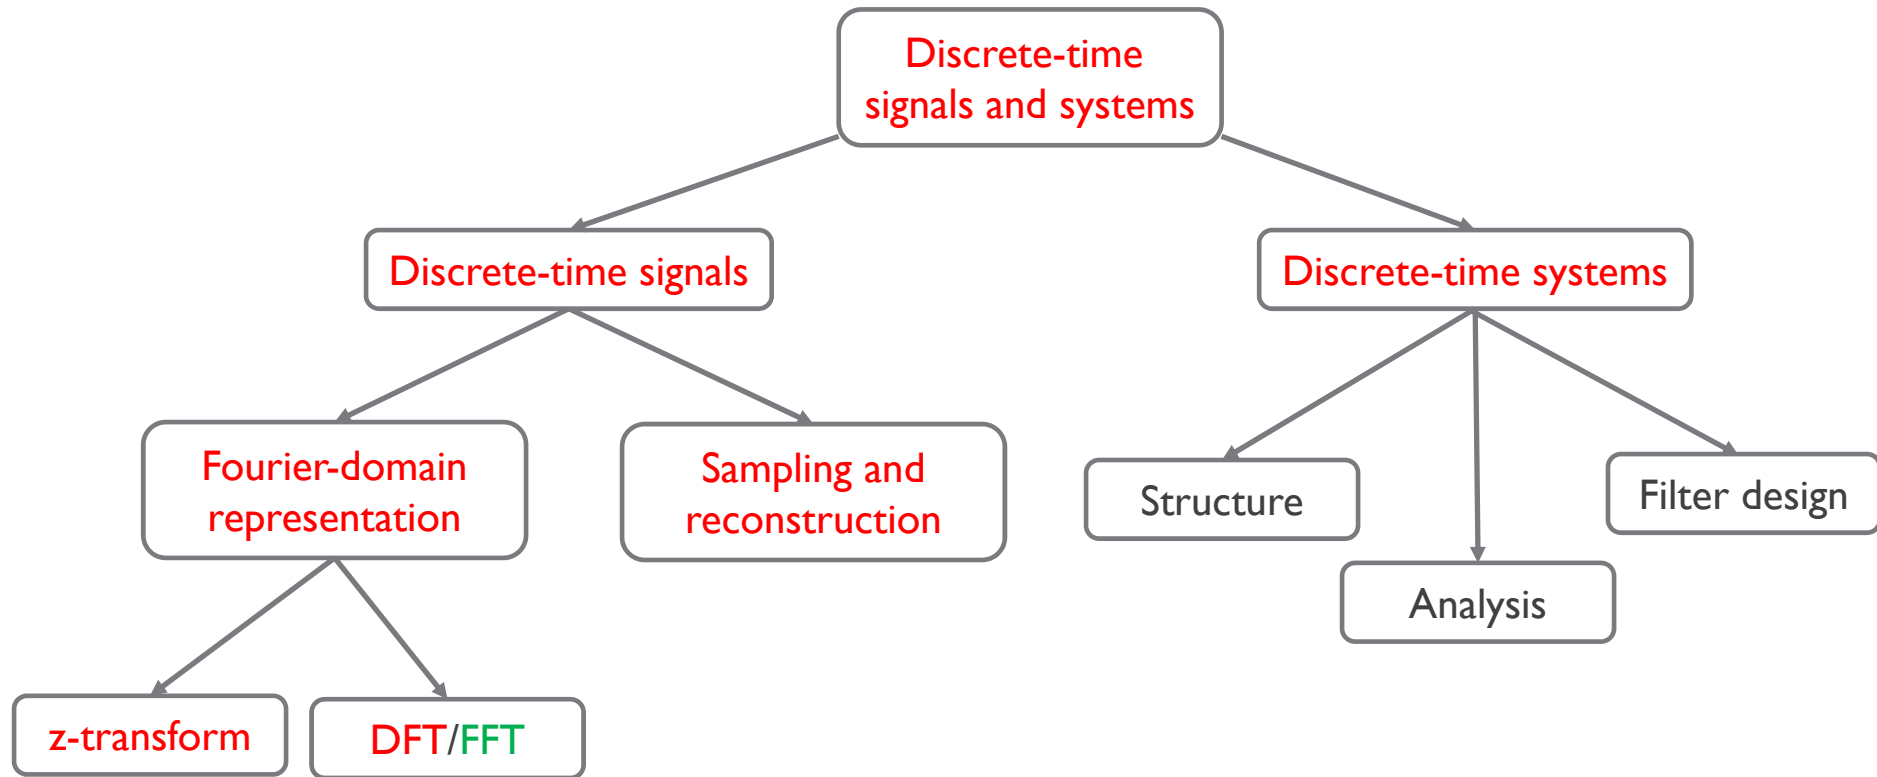 Discrete-time
signals and systems
Discrete-time signals
Discrete-time systems
Fourier-domain
representation
Sampling and
reconstruction
Structure
Filter design
Analysis
z-transform
DFT/FFT